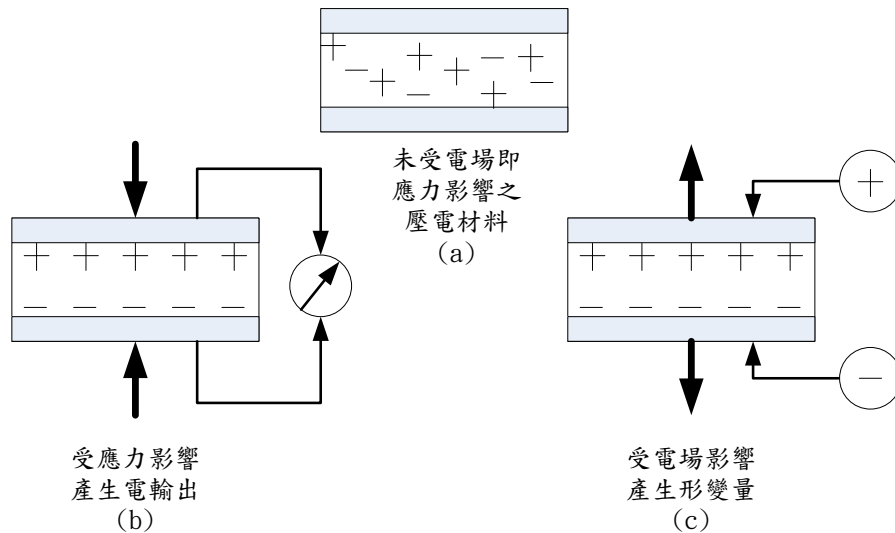 未受電場即
應力影響之
壓電材料
(a)
受應力影響
產生電輸出
(b)
受電場影響
產生形變量
(c)